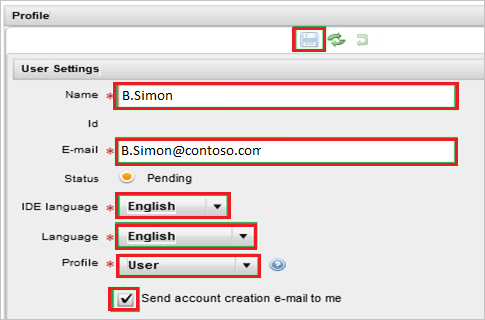 Profile
User Settings
Name * B.Simon
Id
E-mail * B.Simon@contoso.com
Status Pending
IDE language * English
Language * English
Profile * User
Send account creation e-mail to me